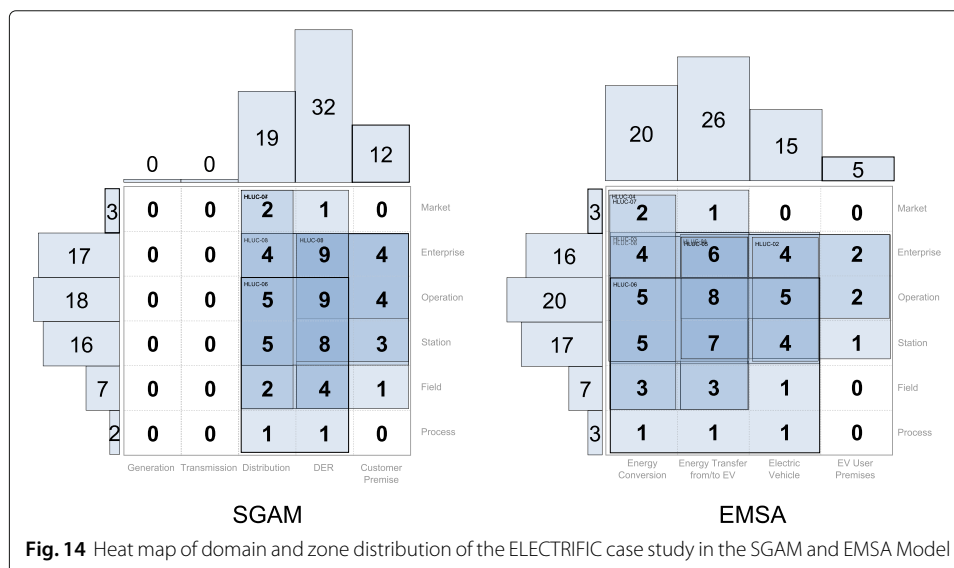 32
26
20
19
15
12
0 0
5
HLUC-04
3 0 0 2 1 0 Market
HLUC-04
HLUC-07
3 2 1 0 0 Market
HLUC-08 HLUC-08
17 0 0 4 9 4 Enterprise
HLUC-02
16 4 6 4 2 Enterprise
HLUC-06
18 0 0 5 9 4 Operation
HLUC-06
20 5 8 5 2 Operation
16 0 0 5 8 3 Station
17 5 7 4 1 Station
7 0 0 2 4 1 Field
7 3 3 1 0 Field
2 0 0 1 1 0 Process
3 1 1 1 0 Process
Generation Transmission Distribution DER Customer
Premise
Energy Energy Transfer Electric EV User
Conversion from/to EV Vehicle Premises
SGAM
EMSA
Fig. 14 Heat map of domain and zone distribution of the ELECTRIFIC case study in the SGAM and EMSA Model